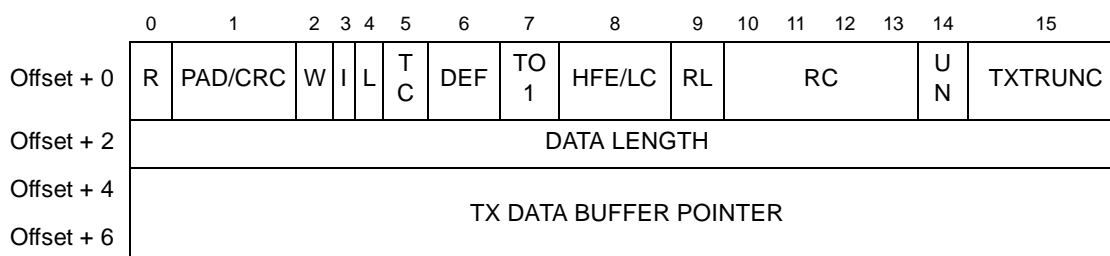 0 1 2 3 4 5 6 7 8 9 10 11 12 13 14 15
Offset + 0 R PAD/CRC W I L T C DEF TO 1 HFE/LC RL RC U N TXTRUNC
Offset + 2 DATA LENGTH
Offset + 4
TX DATA BUFFER POINTER
Offset + 6